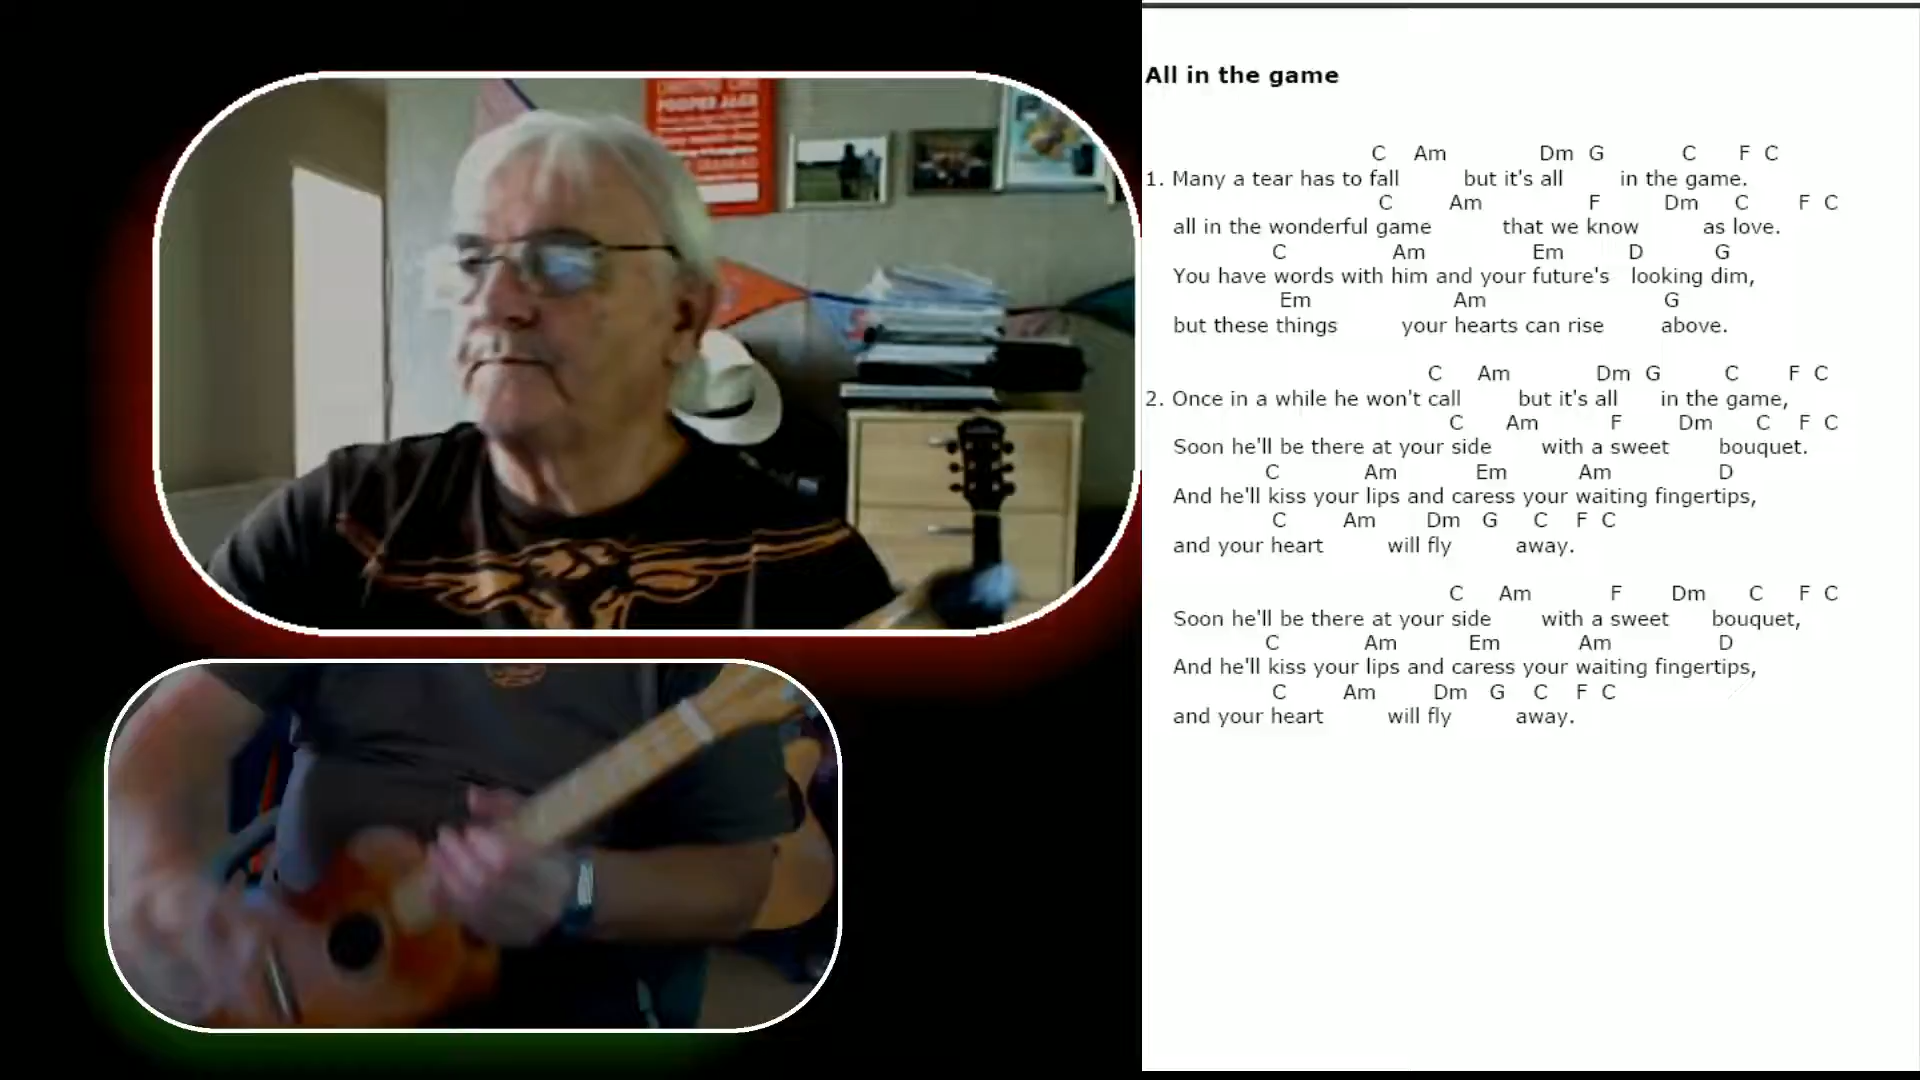 POOPER JACK
All in the game
C Am Dm G C F C
1. Many a tear has to fall but it's all in the game.
C Am F Dm C F C
all in the wonderful game that we know as love.
C Am Em D G
You have words with him and your future's looking dim,
Em Am G
but these things your hearts can rise above.
C Am Dm G C F C
2. Once in a while he won't call but it's all in the game,
C Am F Dm C F C
Soon he'll be there at your side with a sweet bouquet.
C Am Em Am D
And he'll kiss your lips and caress your waiting fingertips,
C Am Dm G C F C
and your heart will fly away.
C Am F Dm C F C
Soon he'll be there at your side with a sweet bouquet,
C Am Em Am D
And he'll kiss your lips and caress your waiting fingertips,
C Am Dm G C F C
and your heart will fly away.